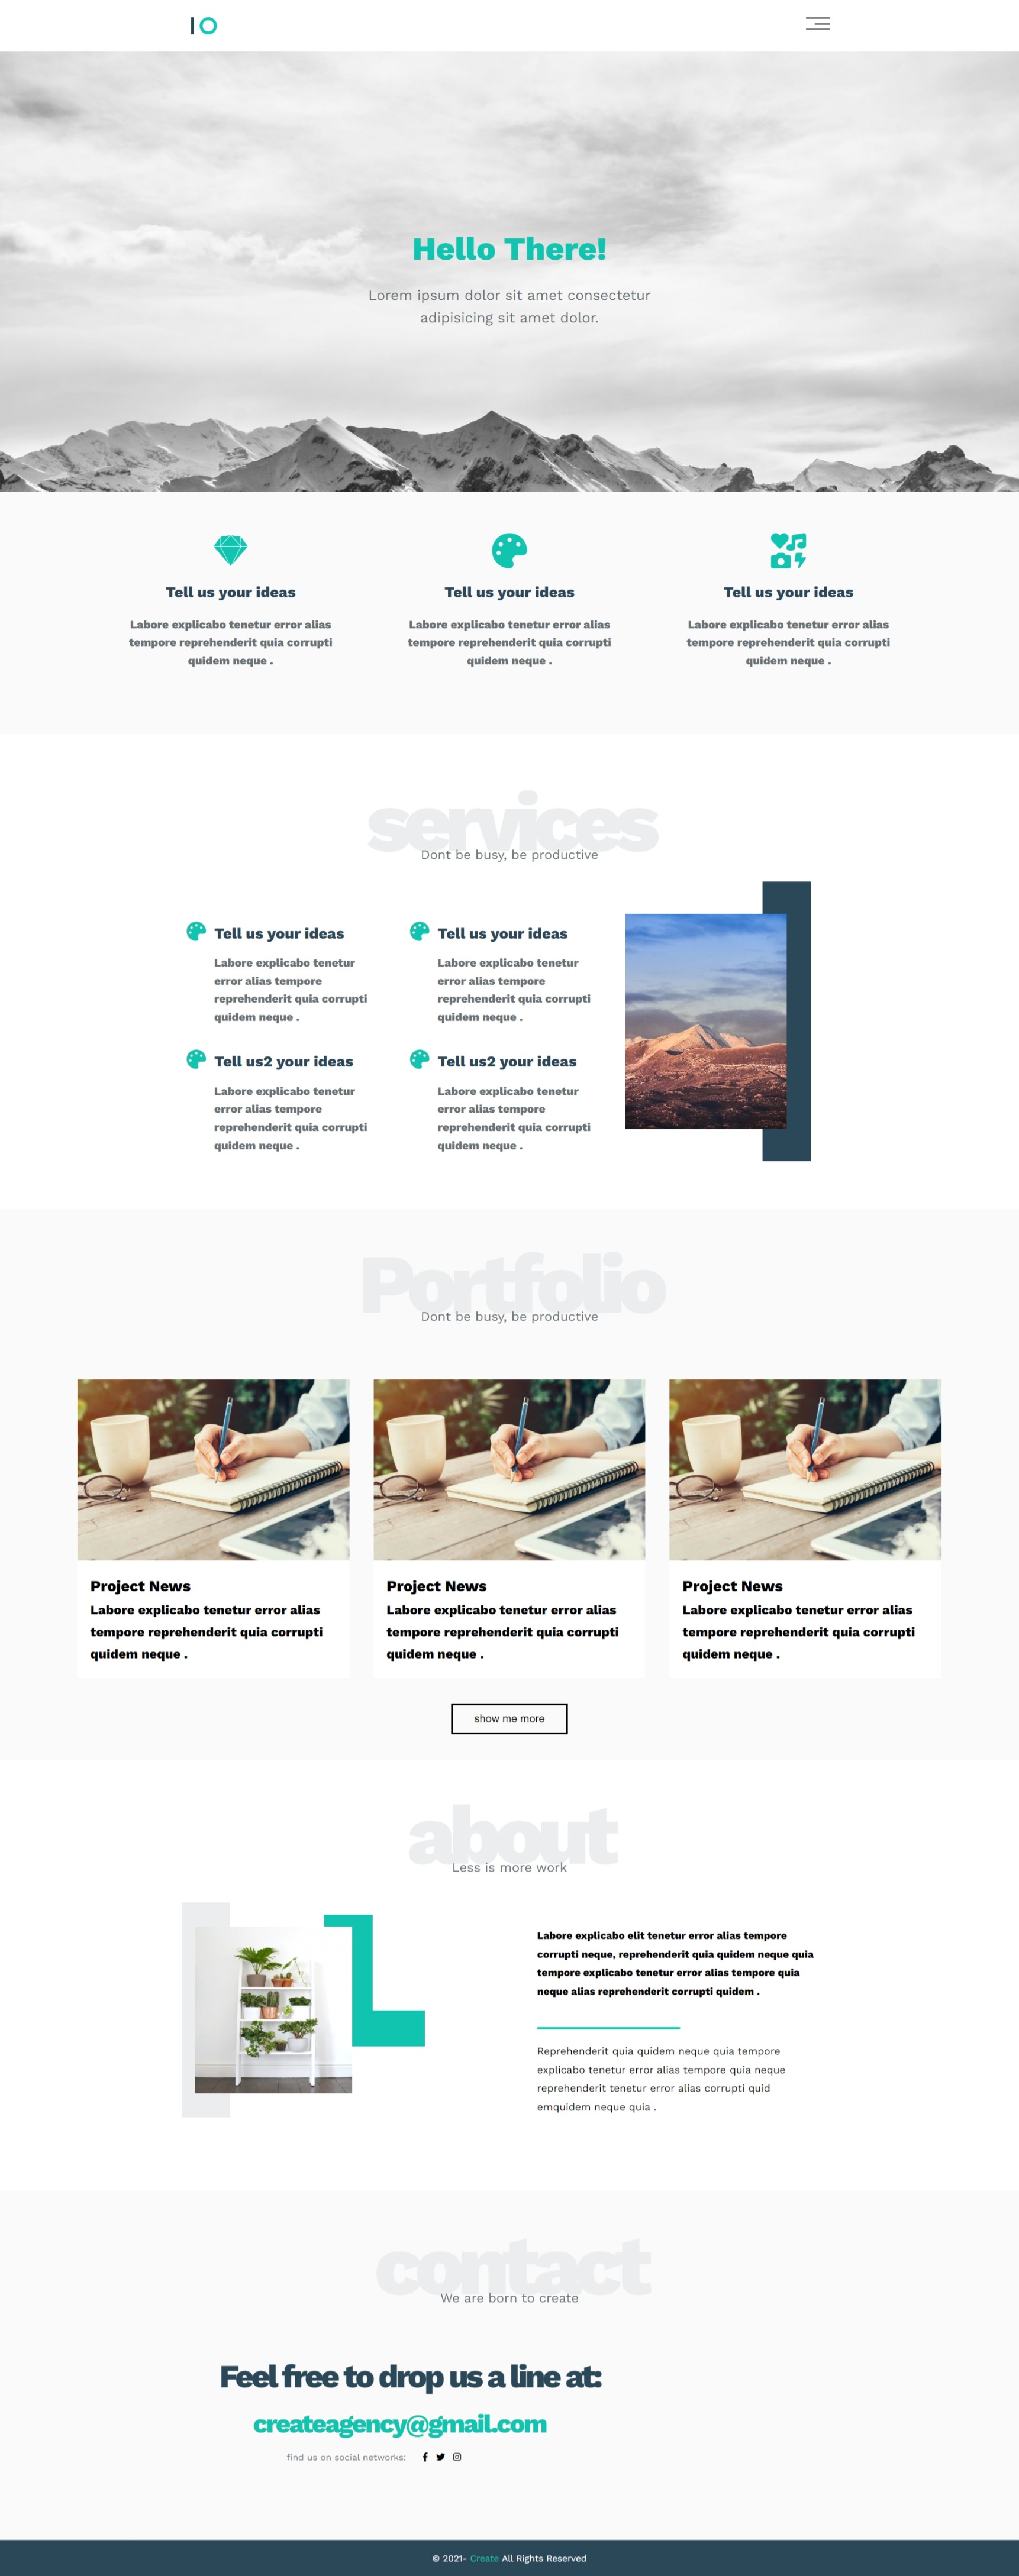 IO
Hello There!
Lorem ipsum dolor sit amet consectetur
adipisicing sit amet dolor.
Tell us your ideas
Labore explicabo tenetur error alias
tempore reprehenderit quia corrupti
quidem neque .
Tell us your ideas
Labore explicabo tenetur error alias
tempore reprehenderit quia corrupti
quidem neque .
Tell us your ideas
Labore explicabo tenetur error alias
tempore reprehenderit quia corrupti
quidem neque .
services
Dont be busy, be productive
Tell us your ideas
Labore explicabo tenetur
error alias tempore
reprehenderit quia corrupti
quidem neque .
Tell us your ideas
Labore explicabo tenetur
error alias tempore
reprehenderit quia corrupti
quidem neque .
Tell us2 your ideas
Labore explicabo tenetur
error alias tempore
reprehenderit quia corrupti
quidem neque .
Tell us2 your ideas
Labore explicabo tenetur
error alias tempore
reprehenderit quia corrupti
quidem neque .
Portfolio
Dont be busy, be productive
Project News
Labore explicabo tenetur error alias
tempore reprehenderit quia corrupti
quidem neque .
Project News
Labore explicabo tenetur error alias
tempore reprehenderit quia corrupti
quidem neque .
Project News
Labore explicabo tenetur error alias
tempore reprehenderit quia corrupti
quidem neque .
show me more
about
Less is more work
Labore explicabo elit tenetur error alias tempore
corrupti neque, reprehenderit quia quidem neque quia
tempore explicabo tenetur error alias tempore quia
neque alias reprehenderit corrupti quidem .
Reprehenderit quia quidem neque quia tempore
explicabo tenetur error alias tempore quia neque
reprehenderit tenetur error alias corrupti quid
emquidem neque quia .
contact
We are born to create
Feel free to drop us a line at:
createagency@gmail.com
find us on social networks:
© 2021- Create All Rights Reserved